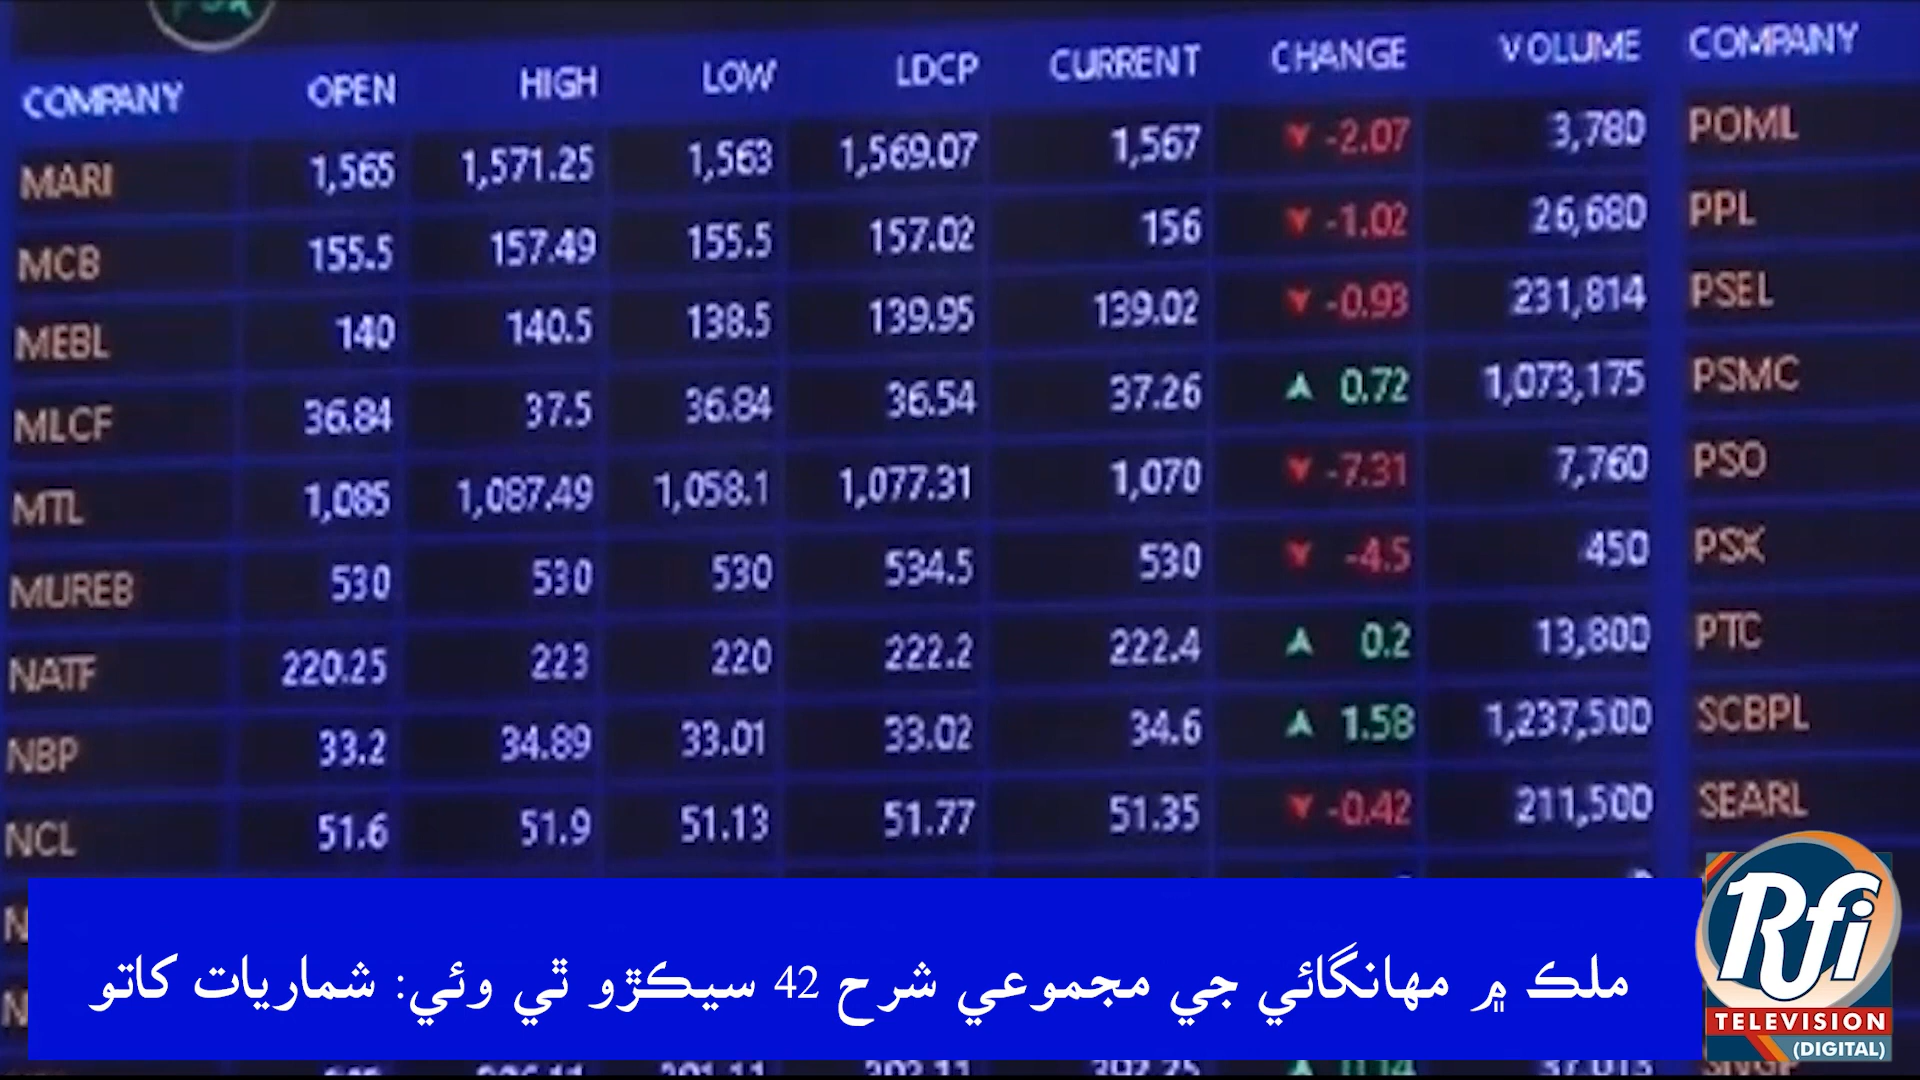 COMPANY OPEN HIGH LOW LDCP CURRENT CHANGE VOLUME COMPANY
MARI 1,565 1,571.25 1,563 1,569.07 1,567 -2.07 3,780 POML
MCB 155.5 157.49 155.5 157.02 156 -1.02 26,680 PPL
MEBL 140 140.5 138.5 139.95 139.02 -0.93 231,814 PSEL
MLCF 36.84 37.5 36.84 36.54 37.26 0.72 1,073,175 PSMC
MTL 1,085 1,087.49 1,058.1 1,077.31 1,070 -7.31 7,760 PSO
MUREB 530 530 530 534.5 530 -4.5 450 PSX
NATF 220.25 223 220 222.2 222.4 0.2 13,800 PTC
NBP 33.2 34.89 33.01 33.02 34.6 1.58 1,237,500 SCBPL
NCL 51.6 51.9 51.13 51.77 51.35 -0.42 211,500 SEARL
ملڪ ۾ مهانگائي جي مجموعي شرح 42 سيڪڙو ٿي وئي: شماريات کاتو
Rfi
TELEVISION
(DIGITAL)